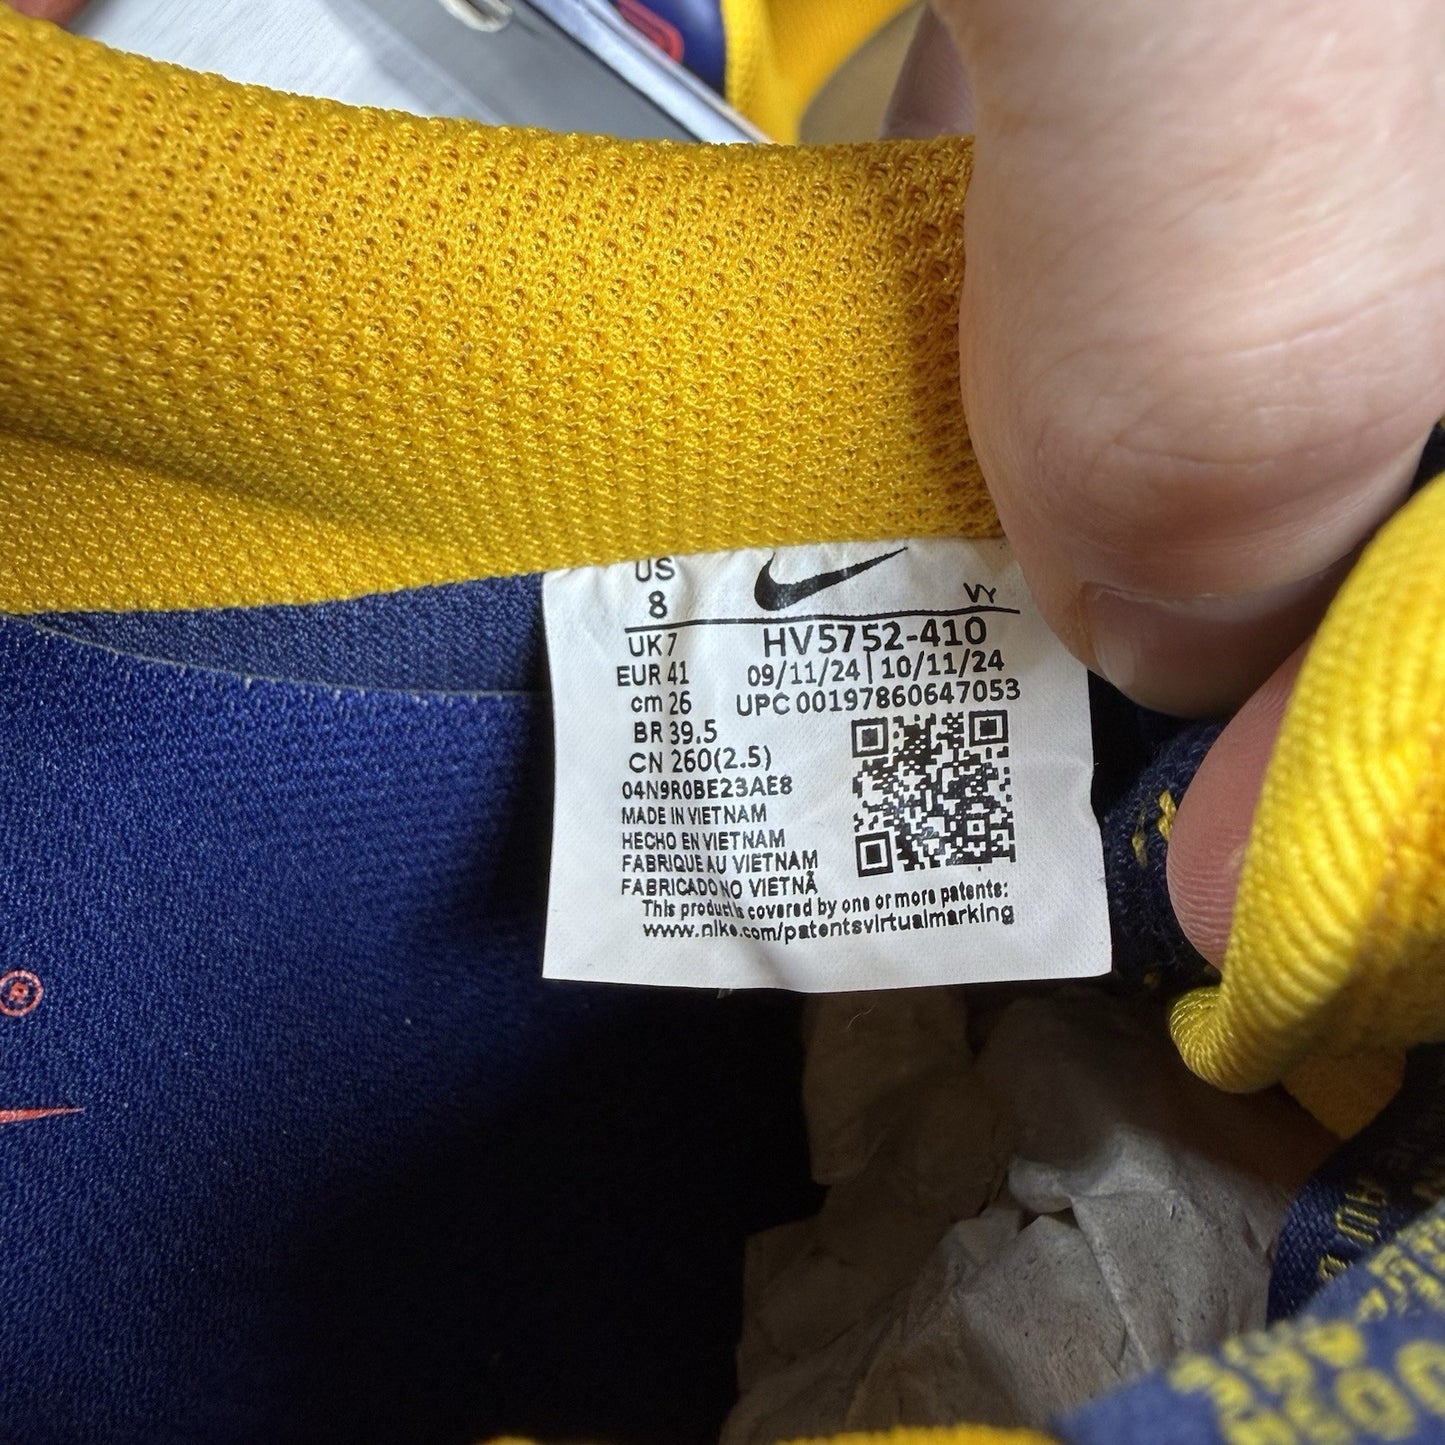 US
8
VY
UK 7
HV5752-410
EUR 41
09/11/24 | 10/11/24
cm 26
UPC 00197860647053
BR 39.5
CN 260(2.5)
04N9R0BE23AE8
MADE IN VIETNAM
HECHO EN VIETNAM
FABRIQUE AU VIETNAM
FABRICADO NO VIETNÃ
This product is covered by one or more patents:
www.nike.com/patentsvirtualmarking
®